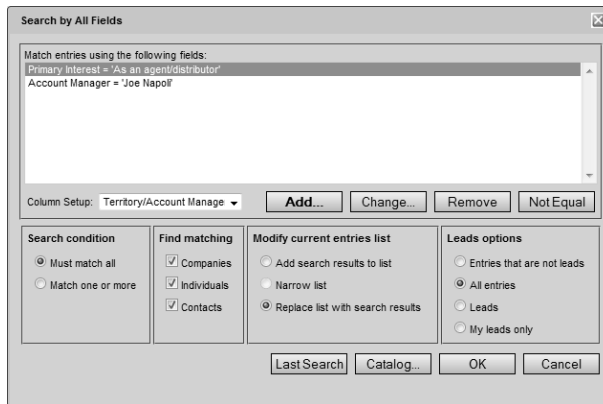 Search by All Fields
Match entries using the following fields:
Primary Interest = 'As an agent/distributor'
Account Manager = 'Joe Napoli'
Column Setup: Territory/Account Manage Add... Change... Remove Not Equal
Search condition Find matching Modify current entries list Leads options
Must match all Companies Add search results to list Entries that are not leads
Match one or more Individuals Narrow list All entries
Contacts Replace list with search results Leads
My leads only
Last Search Catalog... OK Cancel